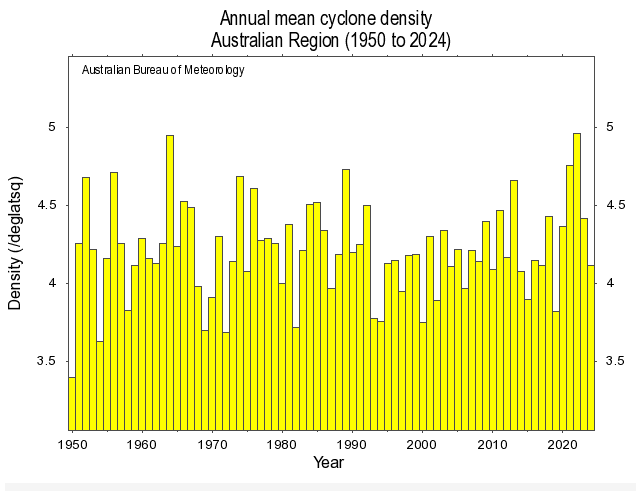 Annual mean cyclone density
Australian Region (1950 to 2024)
Australian Bureau of Meteorology
5 5
4.5 4.5
4 4
3.5 3.5
Density (/deglatsq)
1950 1960 1970 1980 1990 2000 2010 2020
Year